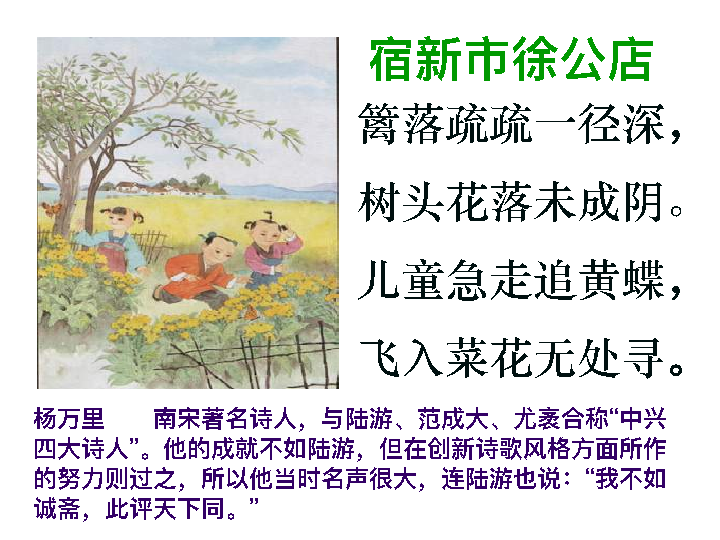 宿新市徐公店
篱落疏疏一径深，
树头花落未成阴。
儿童急走追黄蝶，
飞入菜花无处寻。
杨万里　　南宋著名诗人，与陆游、范成大、尤袤合称“中兴
四大诗人”。他的成就不如陆游，但在创新诗歌风格方面所作
的努力则过之，所以他当时名声很大，连陆游也说：“我不如
诚斋，此评天下同。”